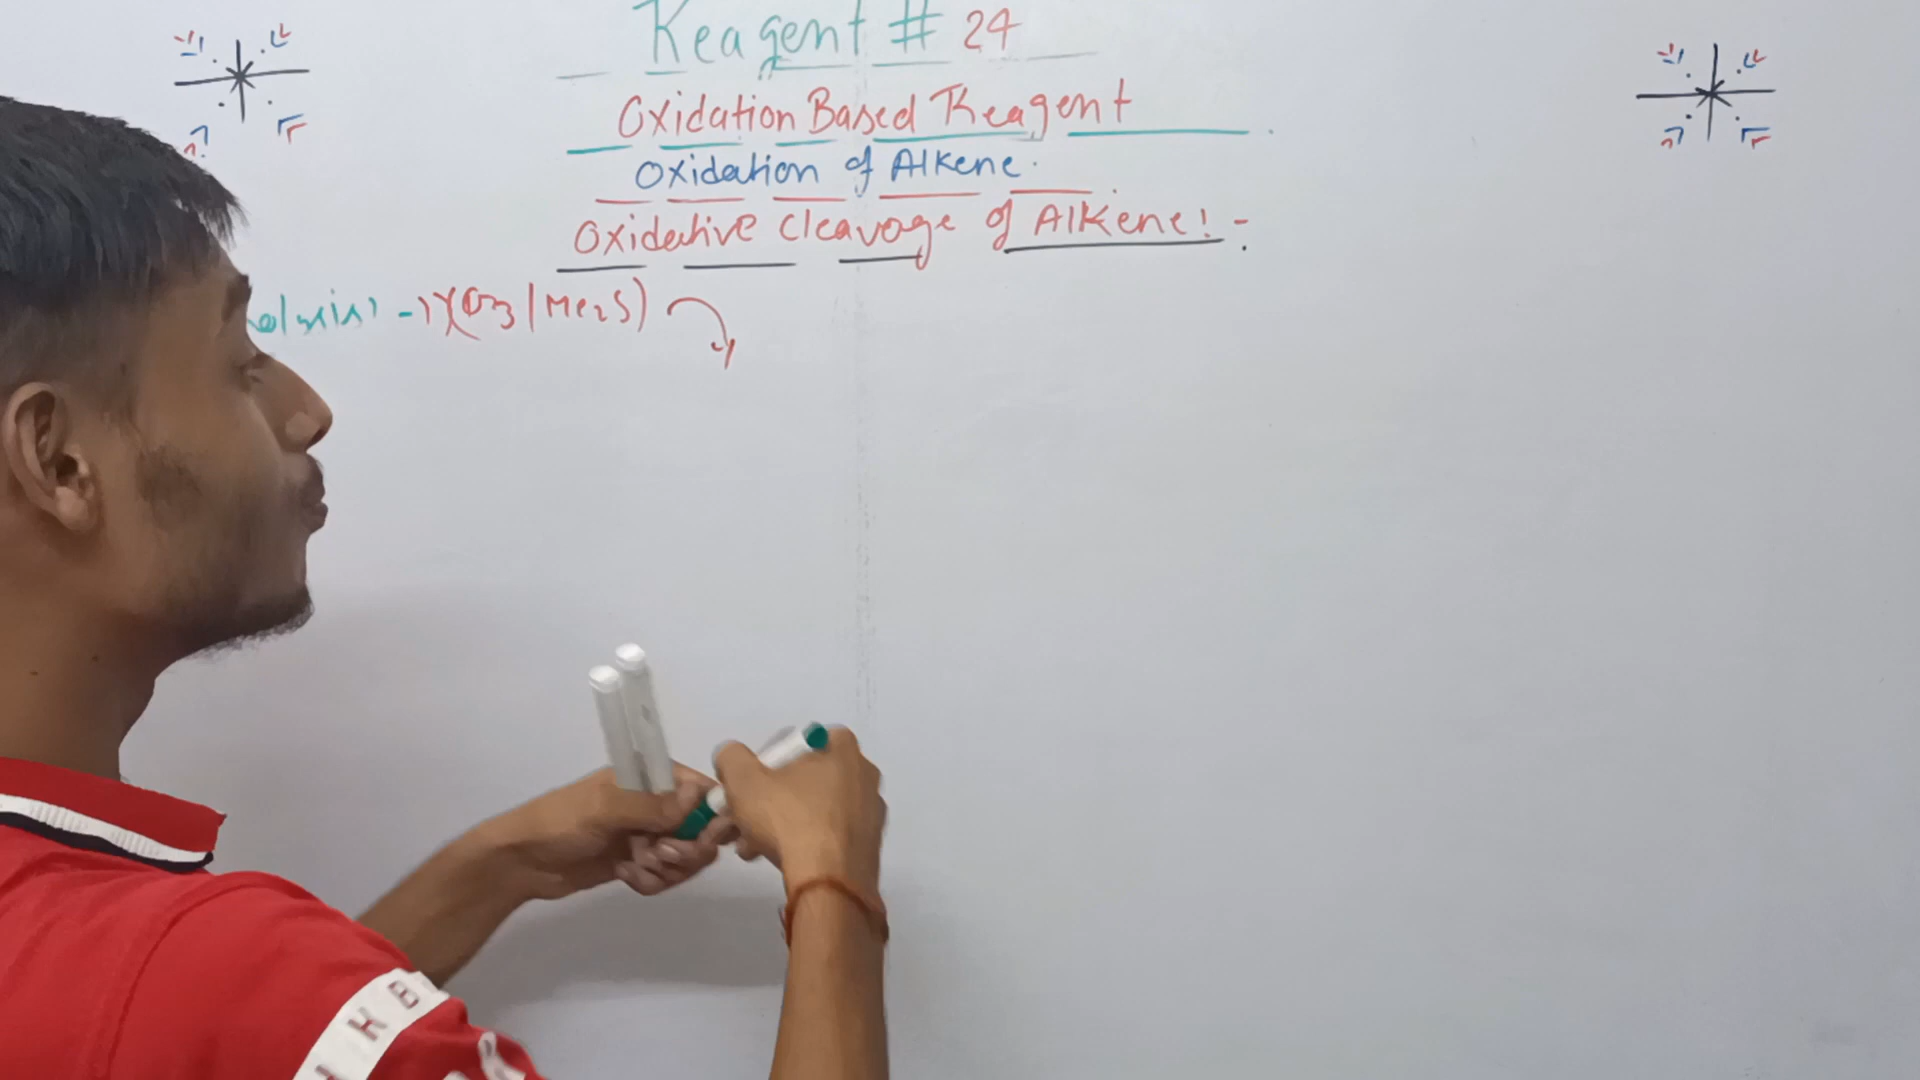 Reagent # 24
Oxidation Based Reagent
Oxidation of Alkene.
Oxidative Cleavage of Alkene! -
(O3 / Me2S)
K B